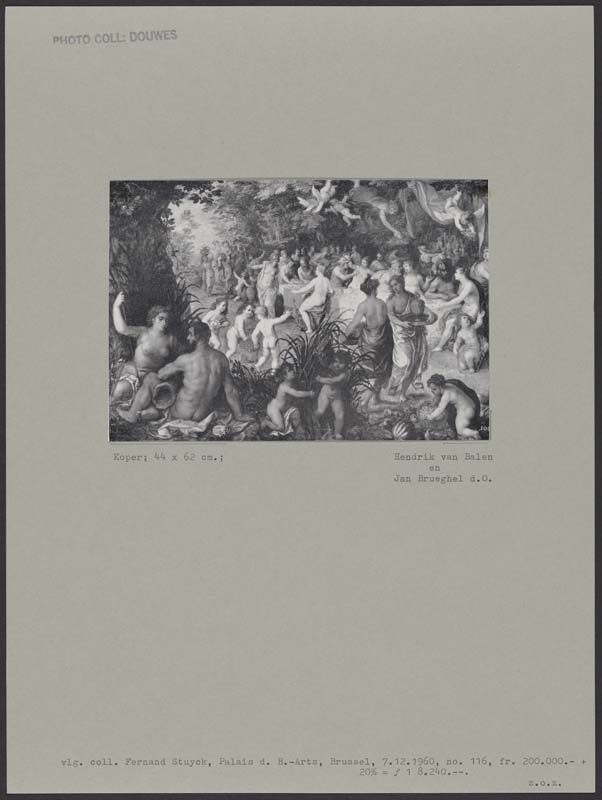 PHOTO COLL: DOUWES
Koper; 44 x 62 cm.;
Hendrik van Balen
en
Jan Brueghel d.O.
vlg. coll. Fernand Stuyck, Palais d. B.-Arts, Brussel, 7.12.1960, no. 116, fr. 200.000.- +
20% = ƒ 1 8.240.--.
z.o.z.